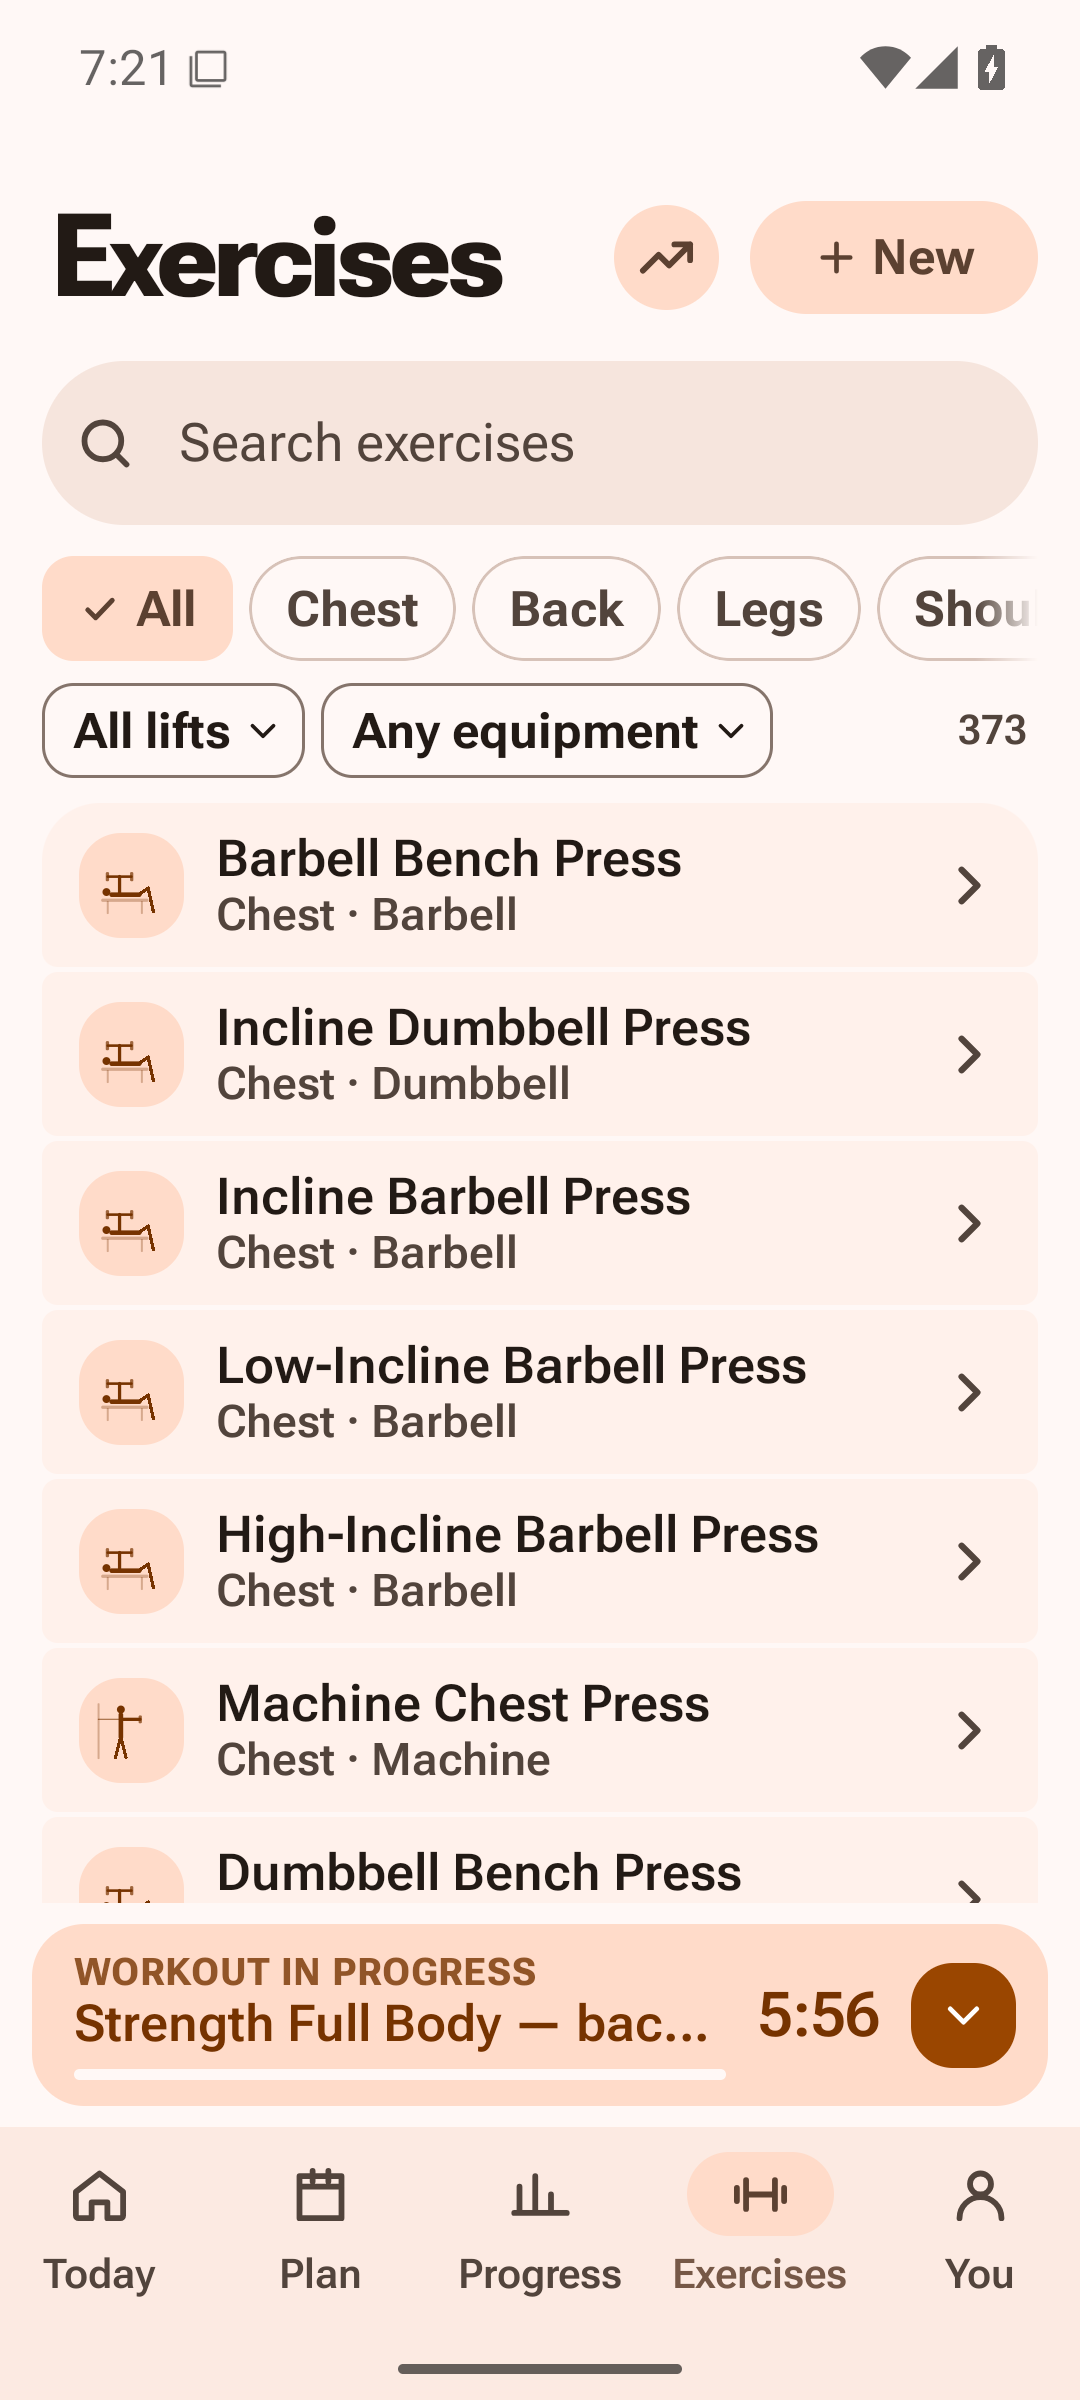 7:21
Exercises
New
Search exercises
All
Chest
Back
Legs
Shou
All lifts
Any equipment
373
Barbell Bench Press
Chest · Barbell
Incline Dumbbell Press
Chest · Dumbbell
Incline Barbell Press
Chest · Barbell
Low-Incline Barbell Press
Chest · Barbell
High-Incline Barbell Press
Chest · Barbell
Machine Chest Press
Chest · Machine
Dumbbell Bench Press
WORKOUT IN PROGRESS
Strength Full Body — bac...
5:56
Today
Plan
Progress
Exercises
You